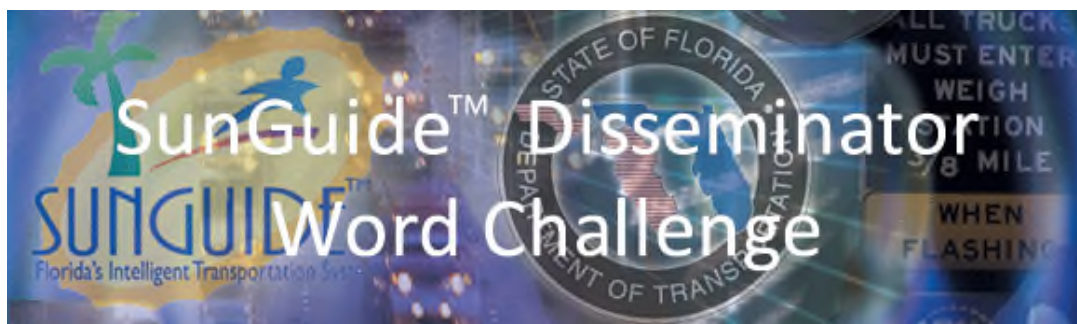 SunGuide™ Disseminator
Word Challenge
SUNGUIDE™
Florida's Intelligent Transportation System
STATE OF FLORIDA
DEPARTMENT OF TRANSPORTATION
ALL TRUCKS
MUST ENTER
WEIGH
STATION
3/8 MILE
WHEN
FLASHING